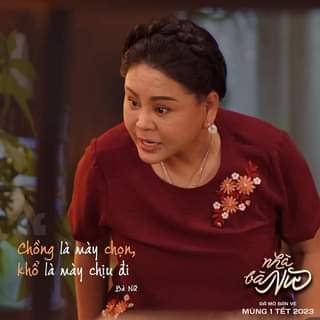 Chồng là mày chọn,
khổ là mày chịu đi
Bà Nữ
nhà
bà Nữ
ĐÃ MỞ BÁN VÉ
MÙNG 1 TẾT 2023